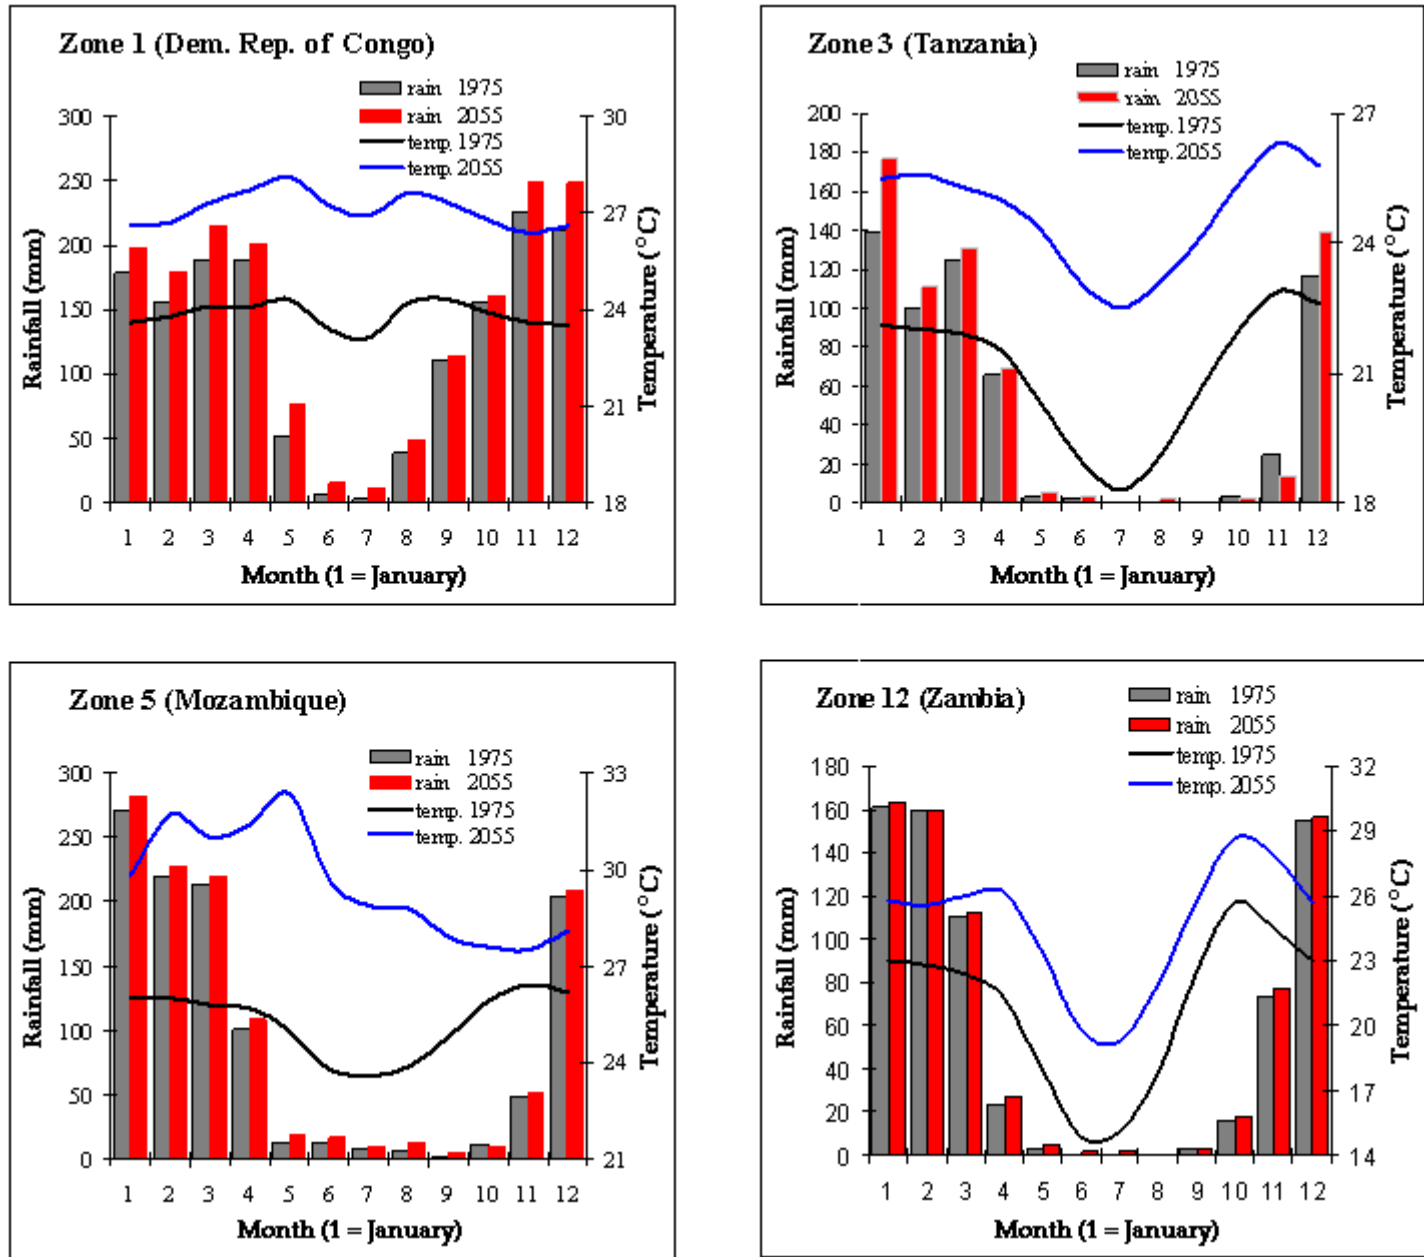 Zone 1 (Dem. Rep. of Congo)
rain 1975
rain 2055
temp. 1975
temp. 2055
300
250
200
150
100
50
0
Rainfall (mm)
30
27
24
21
18
Temperature (°C)
1 2 3 4 5 6 7 8 9 10 11 12
Month (1 = January)
Zone 3 (Tanzania)
rain 1975
rain 2055
temp. 1975
temp. 2055
200
180
160
140
120
100
80
60
40
20
0
Rainfall (mm)
27
24
21
18
Temperature (°C)
1 2 3 4 5 6 7 8 9 10 11 12
Month (1 = January)
Zone 5 (Mozambique)
rain 1975
rain 2055
temp. 1975
temp. 2055
300
250
200
150
100
50
0
Rainfall (mm)
33
30
27
24
21
Temperature (°C)
1 2 3 4 5 6 7 8 9 10 11 12
Month (1 = January)
Zone 12 (Zambia)
rain 1975
rain 2055
temp. 1975
temp. 2055
180
160
140
120
100
80
60
40
20
0
Rainfall (mm)
32
29
26
23
20
17
14
Temperature (°C)
1 2 3 4 5 6 7 8 9 10 11 12
Month (1 = January)